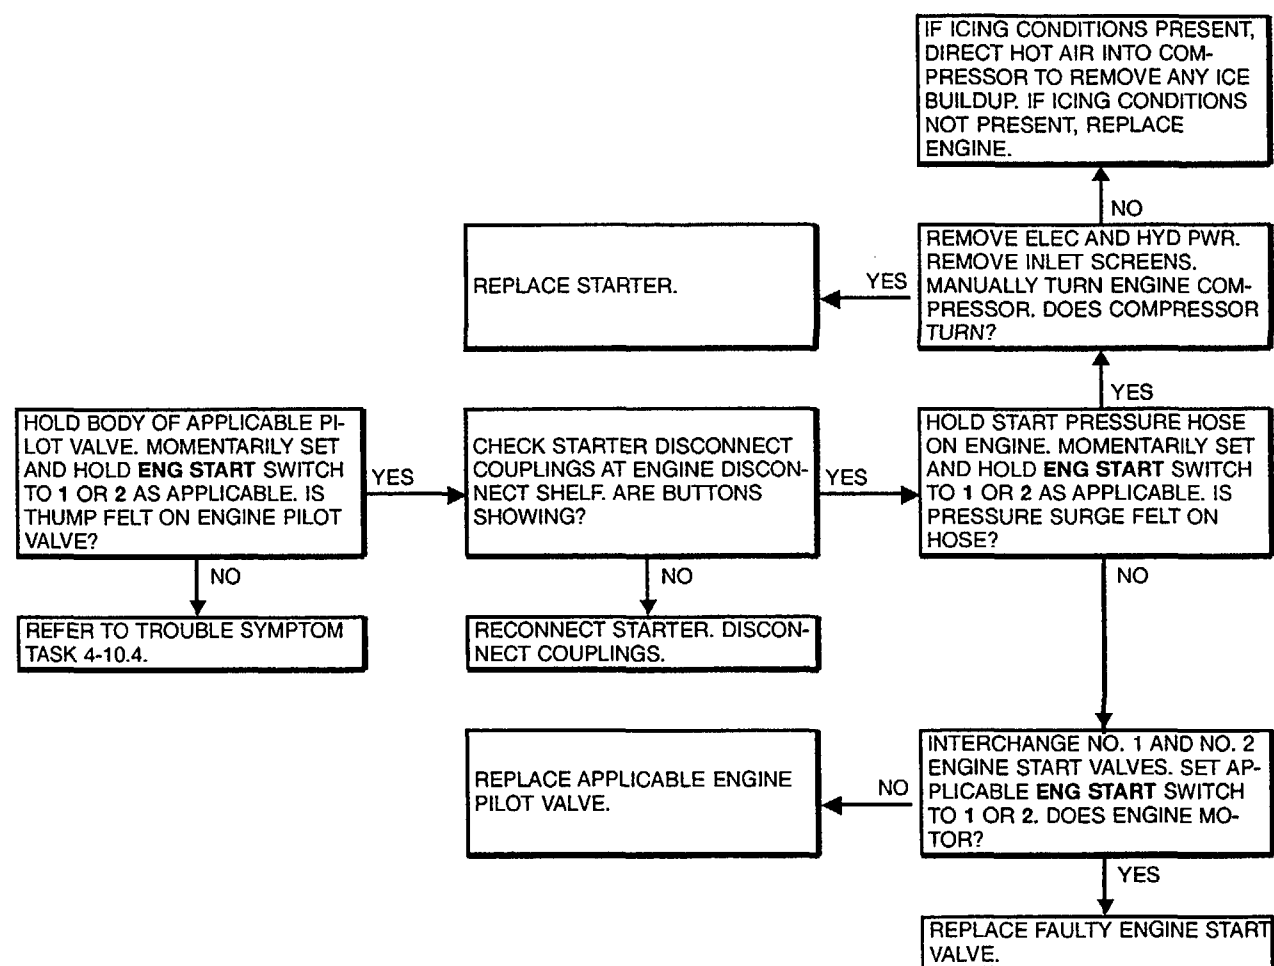 IF ICING CONDITIONS PRESENT,
DIRECT HOT AIR INTO COM-
PRESSOR TO REMOVE ANY ICE
BUILDUP. IF ICING CONDITIONS
NOT PRESENT, REPLACE
ENGINE.
NO
REMOVE ELEC AND HYD PWR.
REMOVE INLET SCREENS.
MANUALLY TURN ENGINE COM-
PRESSOR. DOES COMPRESSOR
TURN?
YES
REPLACE STARTER.
YES
HOLD BODY OF APPLICABLE PI-
LOT VALVE. MOMENTARILY SET
AND HOLD ENG START SWITCH
TO 1 OR 2 AS APPLICABLE. IS
THUMP FELT ON ENGINE PILOT
VALVE?
YES
CHECK STARTER DISCONNECT
COUPLINGS AT ENGINE DISCON-
NECT SHELF. ARE BUTTONS
SHOWING?
YES
HOLD START PRESSURE HOSE
ON ENGINE. MOMENTARILY SET
AND HOLD ENG START SWITCH
TO 1 OR 2 AS APPLICABLE. IS
PRESSURE SURGE FELT ON
HOSE?
NO
NO
NO
REFER TO TROUBLE SYMPTOM
TASK 4-10.4.
RECONNECT STARTER. DISCON-
NECT COUPLINGS.
INTERCHANGE NO. 1 AND NO. 2
ENGINE START VALVES. SET AP-
PLICABLE ENG START SWITCH
TO 1 OR 2. DOES ENGINE MO-
TOR?
NO
REPLACE APPLICABLE ENGINE
PILOT VALVE.
YES
REPLACE FAULTY ENGINE START
VALVE.